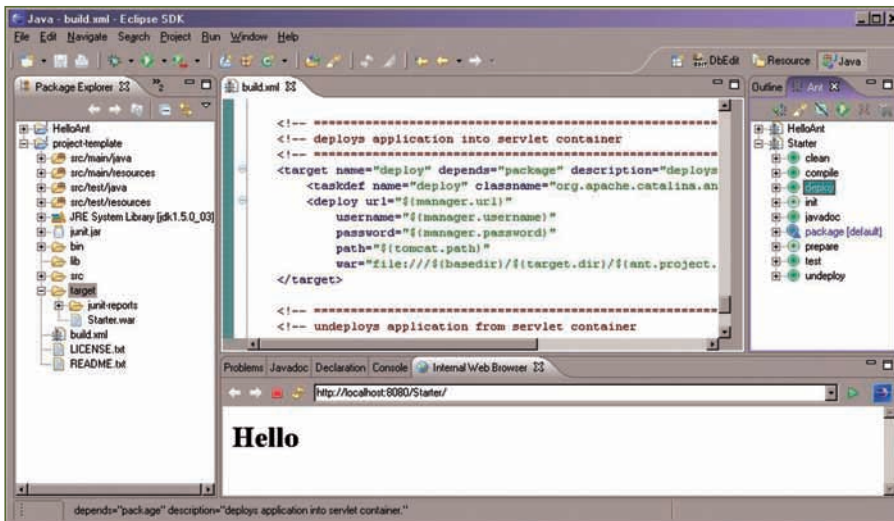 Java - build.xml - Eclipse SDK
File Edit Navigate Search Project Run Window Help
DbEdit Resource Java
Package Explorer
HelloAnt
project-template
src/main/java
src/main/resources
src/test/java
src/test/resources
JRE System Library [jdk1.5.0_03]
junit.jar
bin
lib
src
target
junit-reports
Starter.war
build.xml
LICENSE.txt
README.txt
build.xml
<!-- ==================================================
<!-- deploys application into servlet container
<!-- ==================================================
<target name="deploy" depends="package" description="deploys
<taskdef name="deploy" classname="org.apache.catalina.an
<deploy url="${manager.url}"
username="${manager.username}"
password="${manager.password}"
path="${tomcat.path}"
war="file:///${basedir}/${target.dir}/${ant.project.
</target>
<!-- ==================================================
<!-- undeploys application from servlet container
Outline Ant
HelloAnt
Starter
clean
compile
deploy
init
javadoc
package [default]
prepare
test
undeploy
Problems Javadoc Declaration Console Internal Web Browser
http://localhost:8080/Starter/
Hello
depends="package" description="deploys application into servlet container."